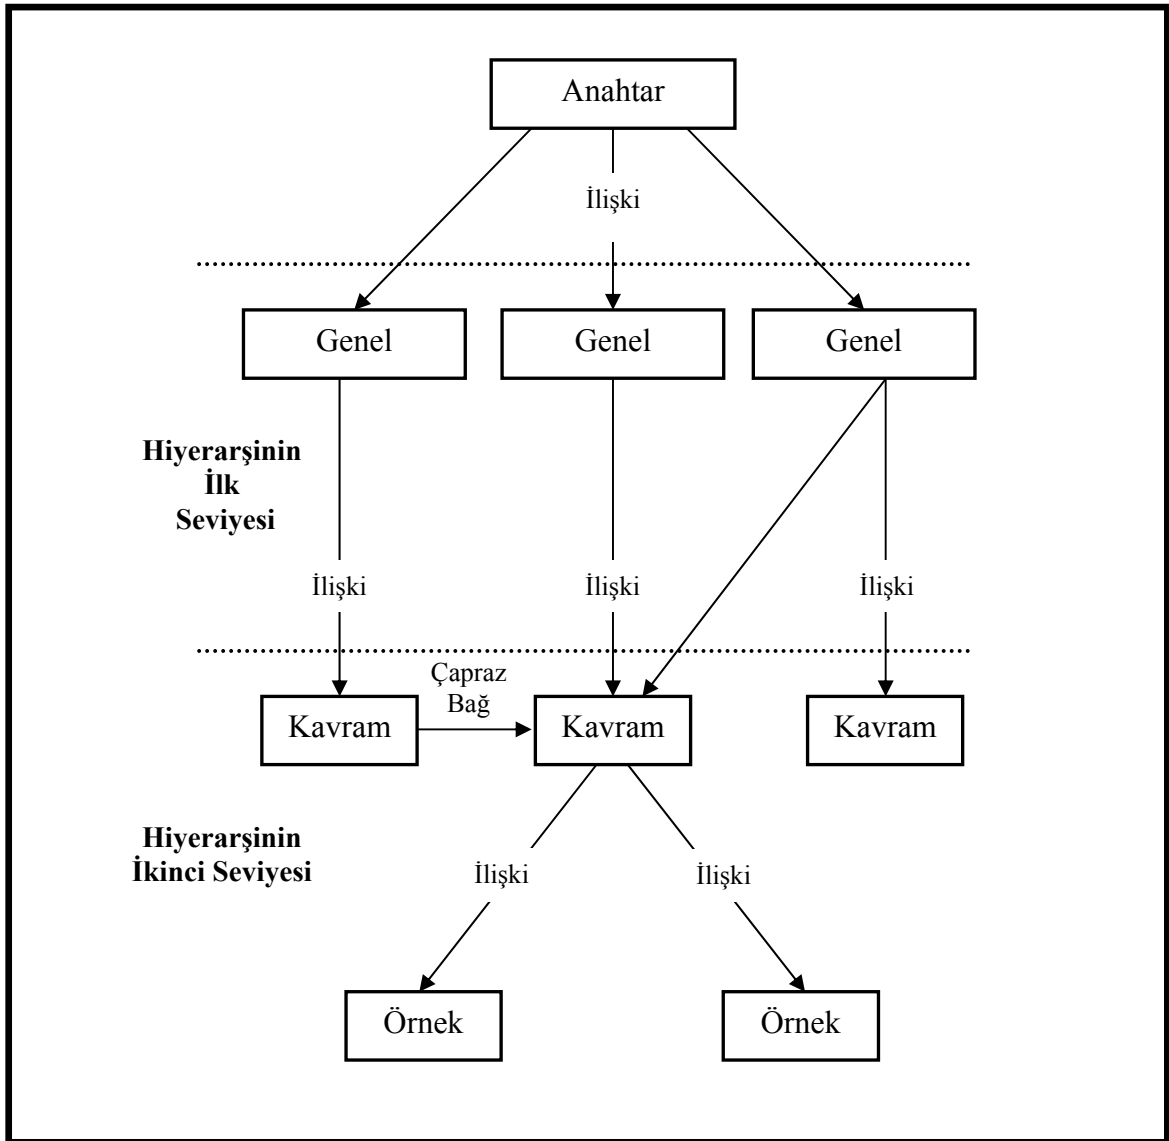 Anahtar
İlişki
Genel
Genel
Genel
Hiyerarşinin
İlk
Seviyesi
İlişki
İlişki
İlişki
Çapraz
Bağ
Kavram
Kavram
Kavram
Hiyerarşinin
İkinci Seviyesi
İlişki
İlişki
Örnek
Örnek